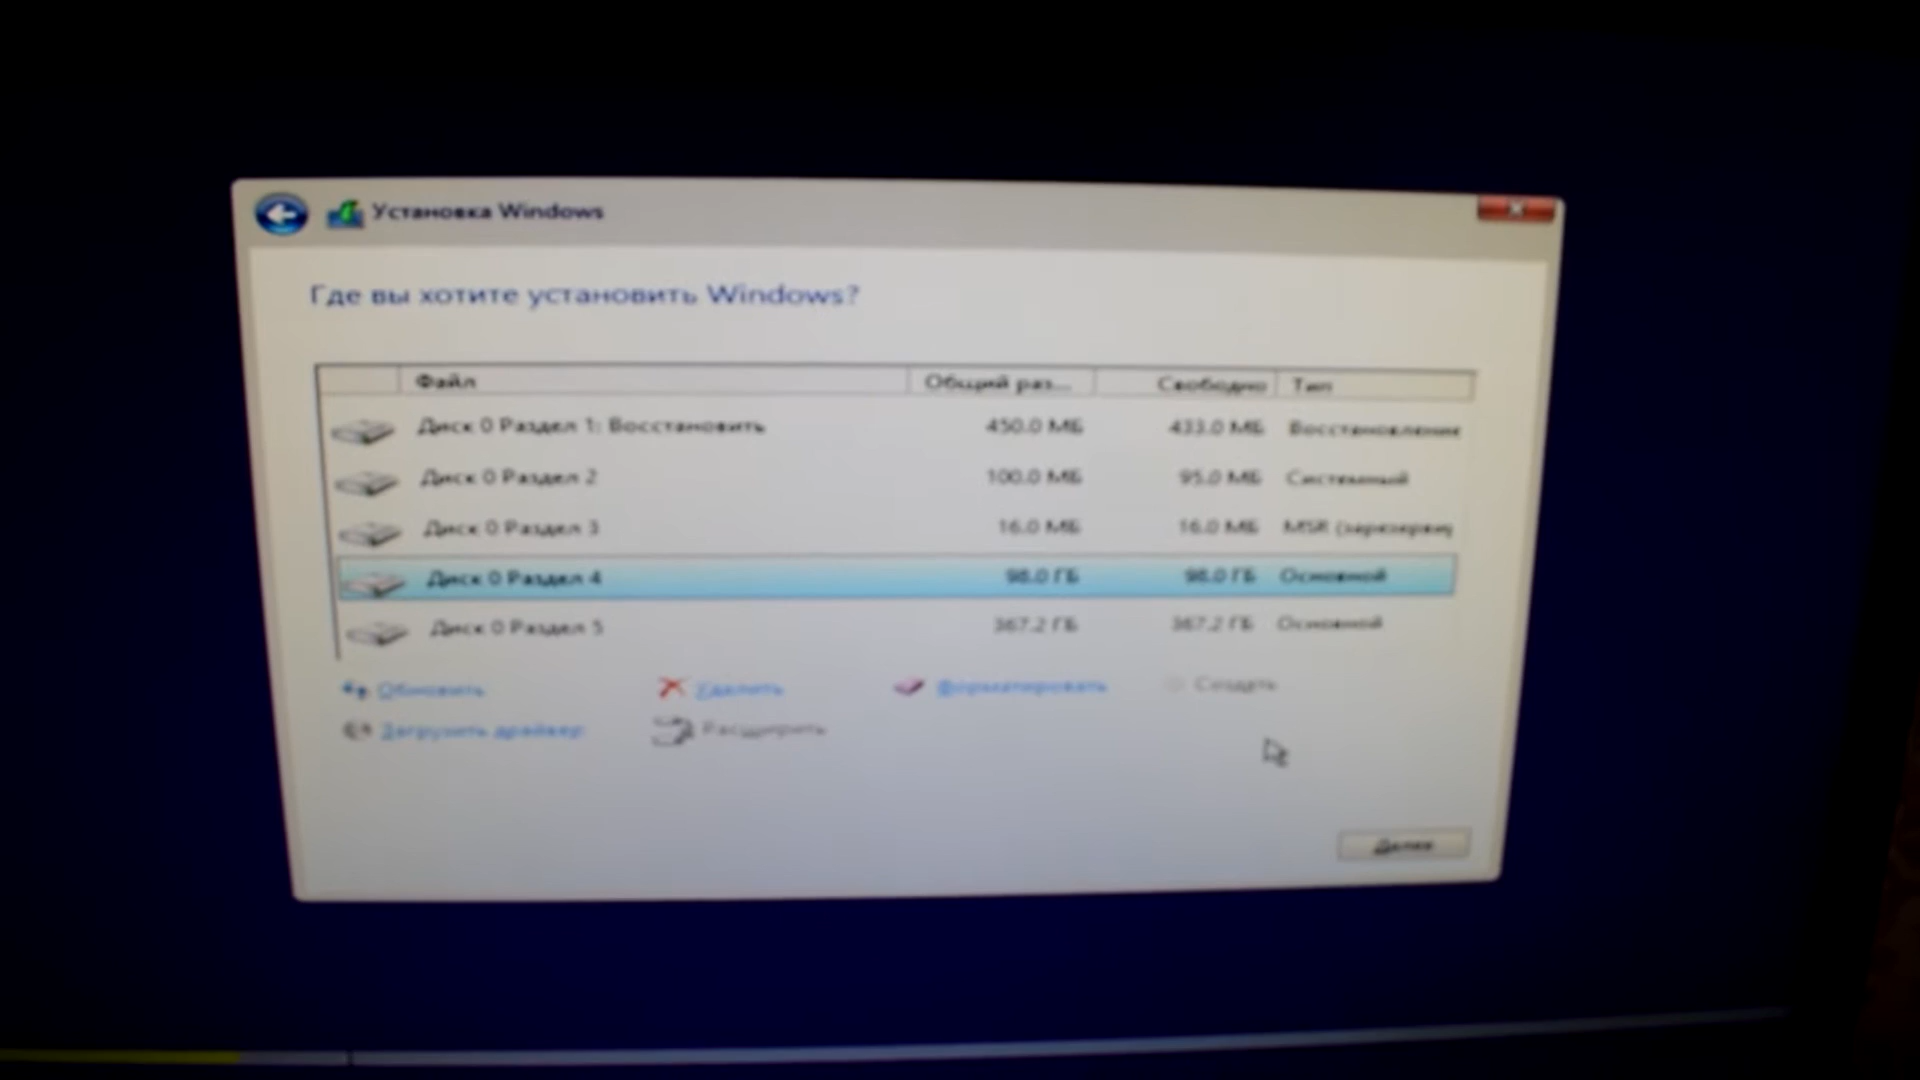 Установка Windows
Где вы хотите установить Windows?
Файл Общий раз... Свободно Тип
Диск 0 Раздел 1: Восстановить 450.0 МБ 433.0 МБ Восстановление
Диск 0 Раздел 2 100.0 МБ 95.0 МБ Системный
Диск 0 Раздел 3 16.0 МБ 16.0 МБ MSR (зарезерви
Диск 0 Раздел 4 98.0 ГБ 98.0 ГБ Основной
Диск 0 Раздел 5 367.2 ГБ 367.2 ГБ Основной
Обновить Удалить Форматировать Создать
Загрузить драйвер Расширить
Далее